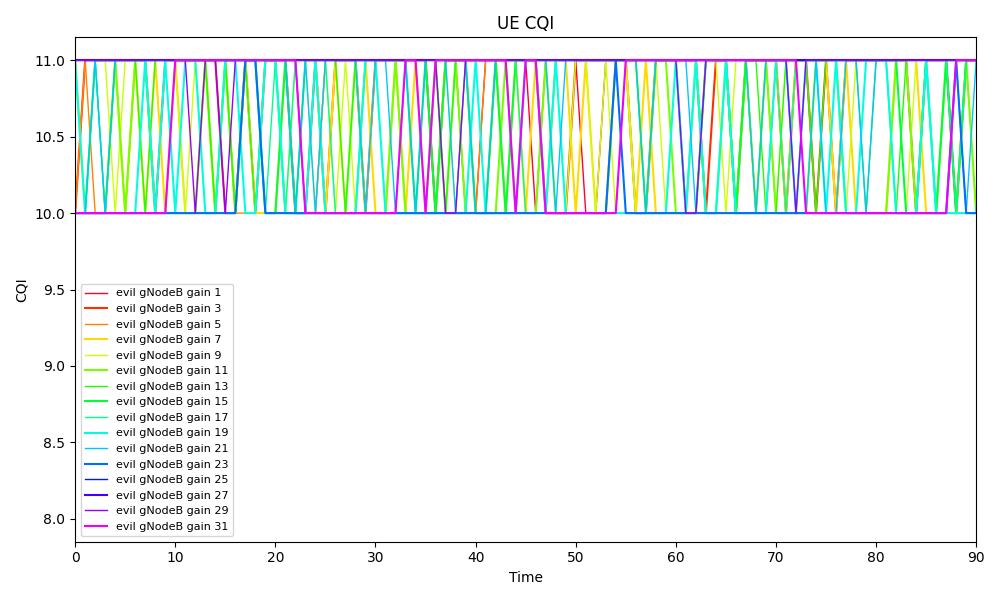 UE CQI
11.0
10.5
10.0
9.5
9.0
8.5
8.0
CQI
evil gNodeB gain 1
evil gNodeB gain 3
evil gNodeB gain 5
evil gNodeB gain 7
evil gNodeB gain 9
evil gNodeB gain 11
evil gNodeB gain 13
evil gNodeB gain 15
evil gNodeB gain 17
evil gNodeB gain 19
evil gNodeB gain 21
evil gNodeB gain 23
evil gNodeB gain 25
evil gNodeB gain 27
evil gNodeB gain 29
evil gNodeB gain 31
0 10 20 30 40 50 60 70 80 90
Time